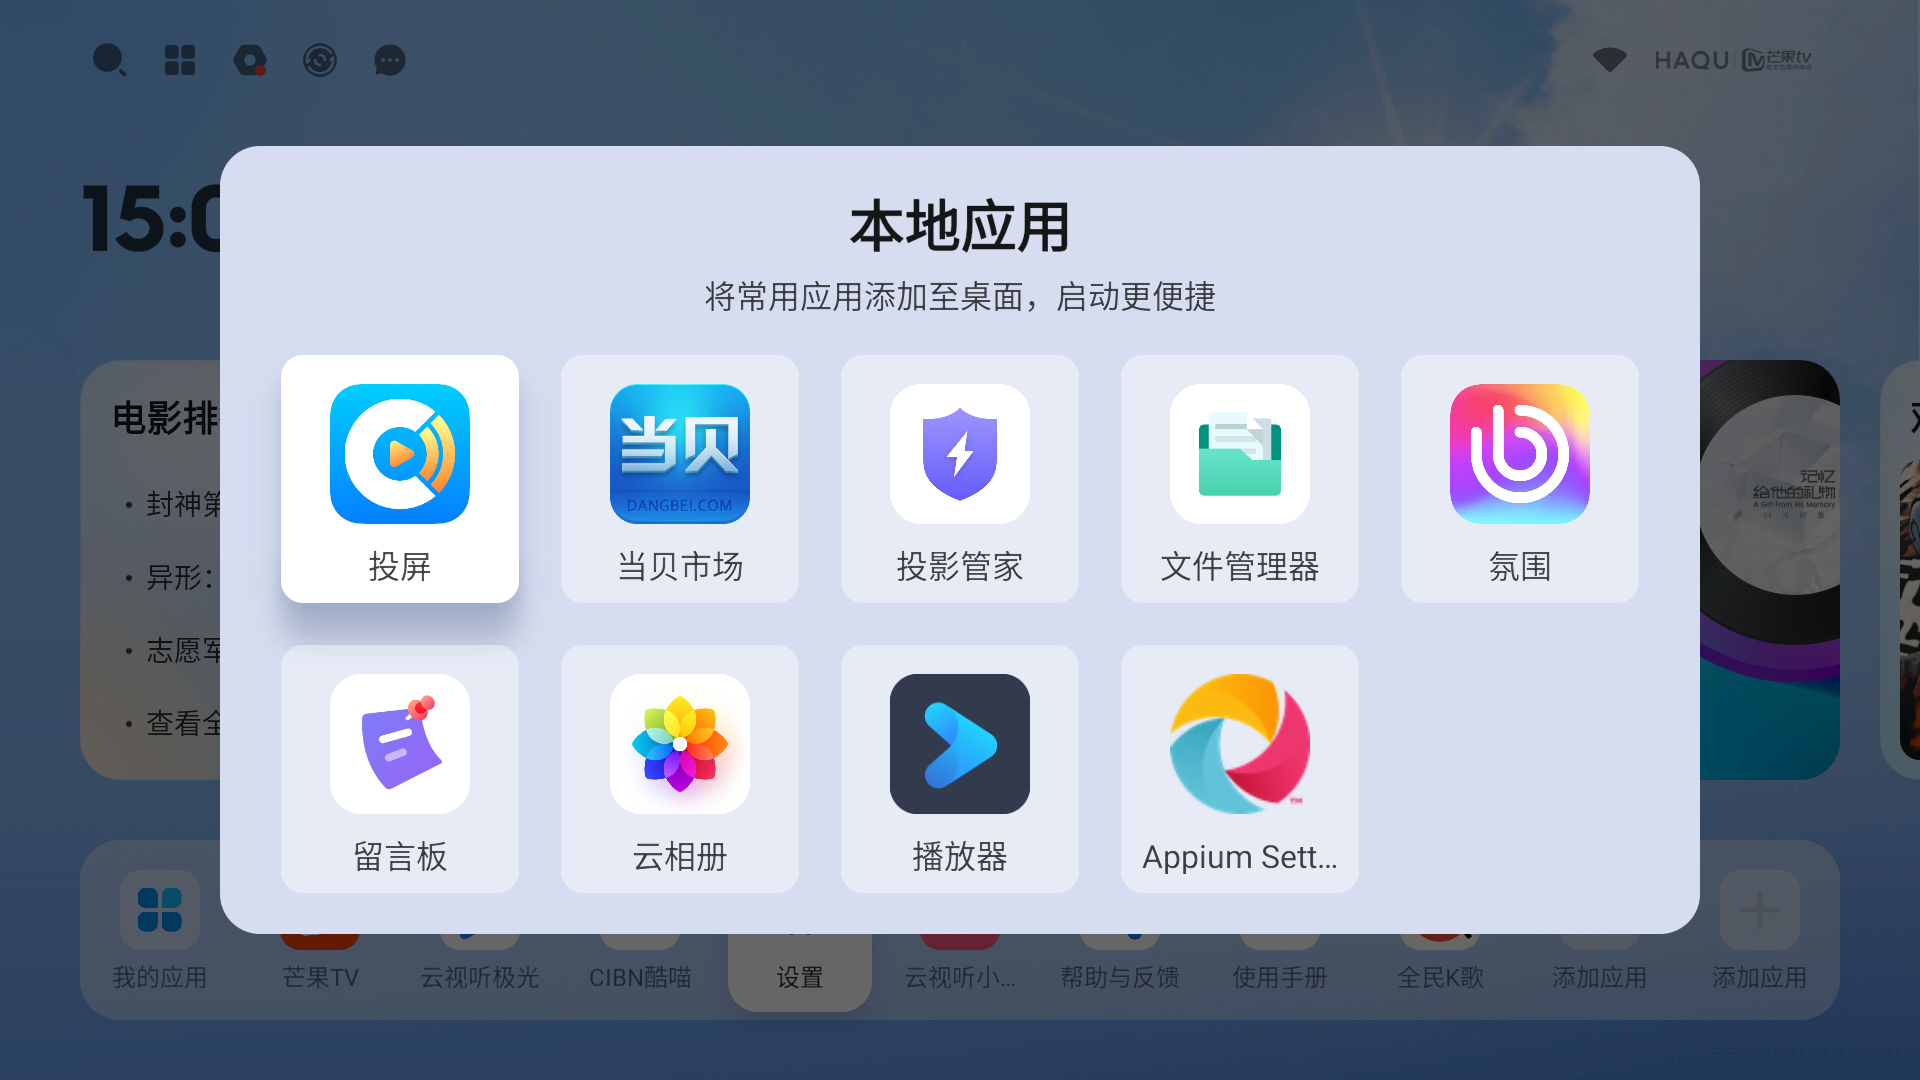 HAQU
芒果tv
15:0
本地应用
将常用应用添加至桌面，启动更便捷
电影排
• 封神第
• 异形：
• 志愿军
• 查看全
投屏
当贝
DANGBEI.COM
当贝市场
投影管家
文件管理器
氛围
记忆
给他的礼物
A Gift From His Memory
留言板
云相册
播放器
TM
Appium Sett...
我的应用
芒果TV
云视听极光
CIBN酷喵
设置
云视听小...
帮助与反馈
使用手册
全民K歌
添加应用
添加应用